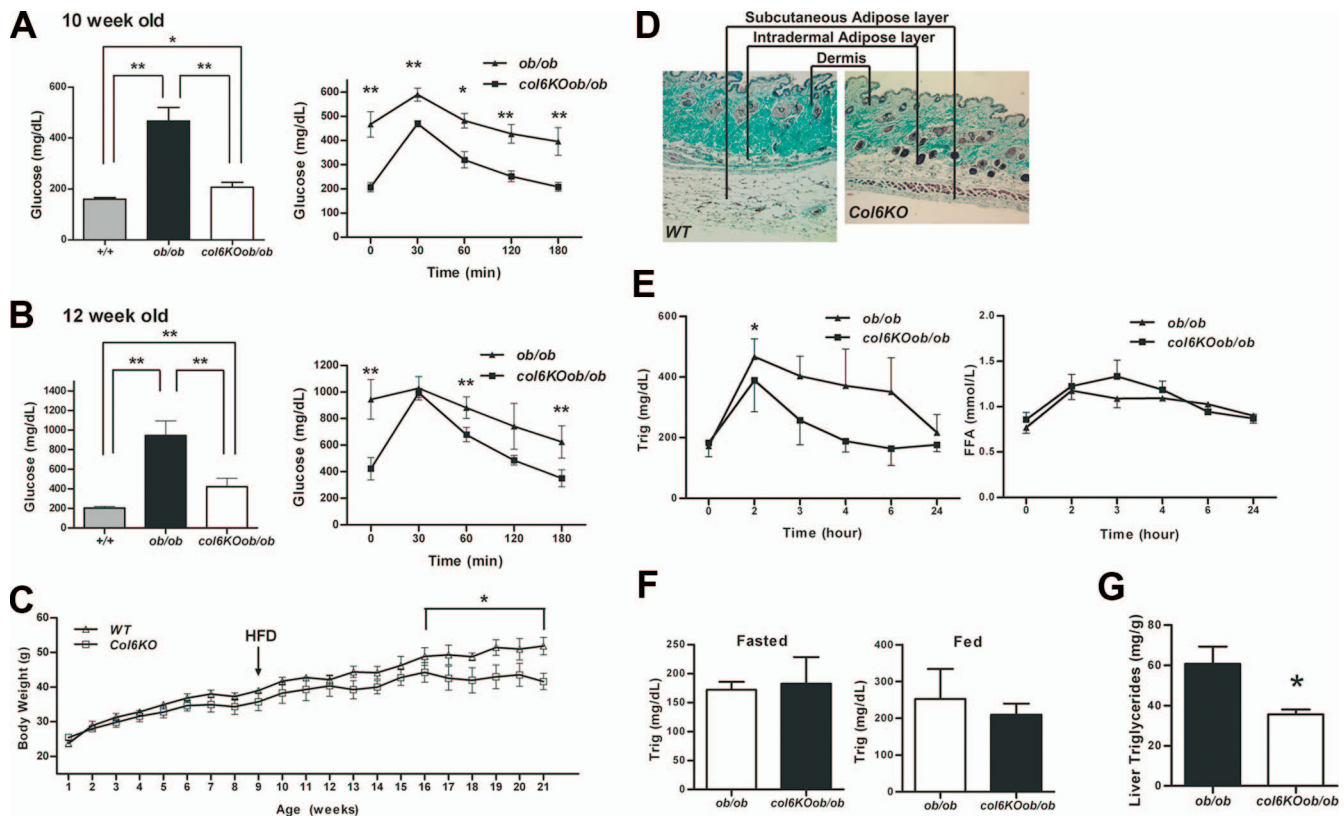 A
10 week old
*
**
**
Glucose (mg/dL)
600
400
200
0
+/+
ob/ob
col6KOob/ob
ob/ob
col6KOob/ob
**
**
*
**
**
Glucose (mg/dL)
600
500
400
300
200
100
0
0 30 60 120 180
Time (min)
B
12 week old
**
**
**
Glucose (mg/dL)
1400
1200
1000
800
600
400
200
0
+/+
ob/ob
col6KOob/ob
ob/ob
col6KOob/ob
**
**
**
Glucose (mg/dL)
1200
1000
800
600
400
200
0
0 30 60 120 180
Time (min)
C
WT
Col6KO
HFD
*
Body Weight (g)
60
50
40
30
20
1 2 3 4 5 6 7 8 9 10 11 12 13 14 15 16 17 18 19 20 21
Age (weeks)
D
Subcutaneous Adipose layer
Intradermal Adipose layer
Dermis
WT
Col6KO
E
ob/ob
col6KOob/ob
*
Trig (mg/dL)
600
400
200
0
0 2 3 4 6 24
Time (hour)
ob/ob
col6KOob/ob
FFA (mmol/L)
2.0
1.5
1.0
0.5
0.0
0 2 3 4 6 24
Time (hour)
F
Fasted
Trig (mg/dL)
250
200
150
100
50
0
ob/ob
col6KOob/ob
Fed
Trig (mg/dL)
400
300
200
100
0
ob/ob
col6KOob/ob
G
*
Liver Triglycerides (mg/g)
80
60
40
20
0
ob/ob
col6KOob/ob